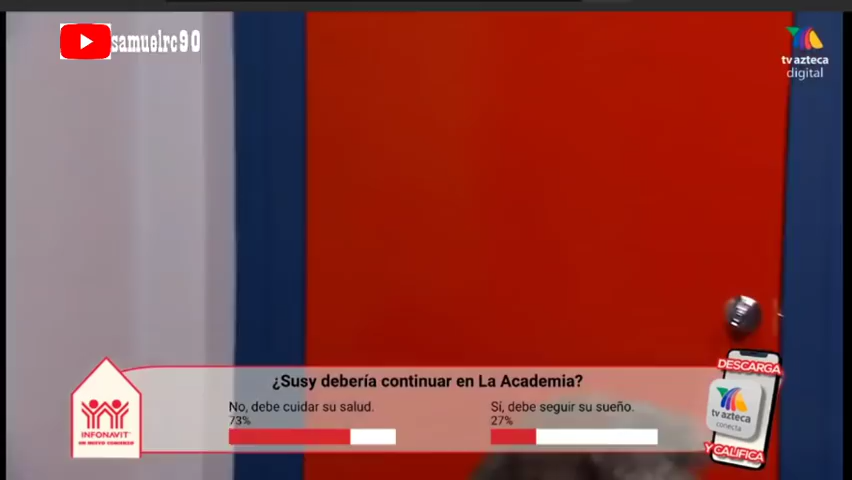 samuelrc90
tv azteca
digital
¿Susy debería continuar en La Academia?
No, debe cuidar su salud.
73%
Sí, debe seguir su sueño.
27%
INFONAVIT
DESCARGA
tv azteca
conecta
Y CALIFICA